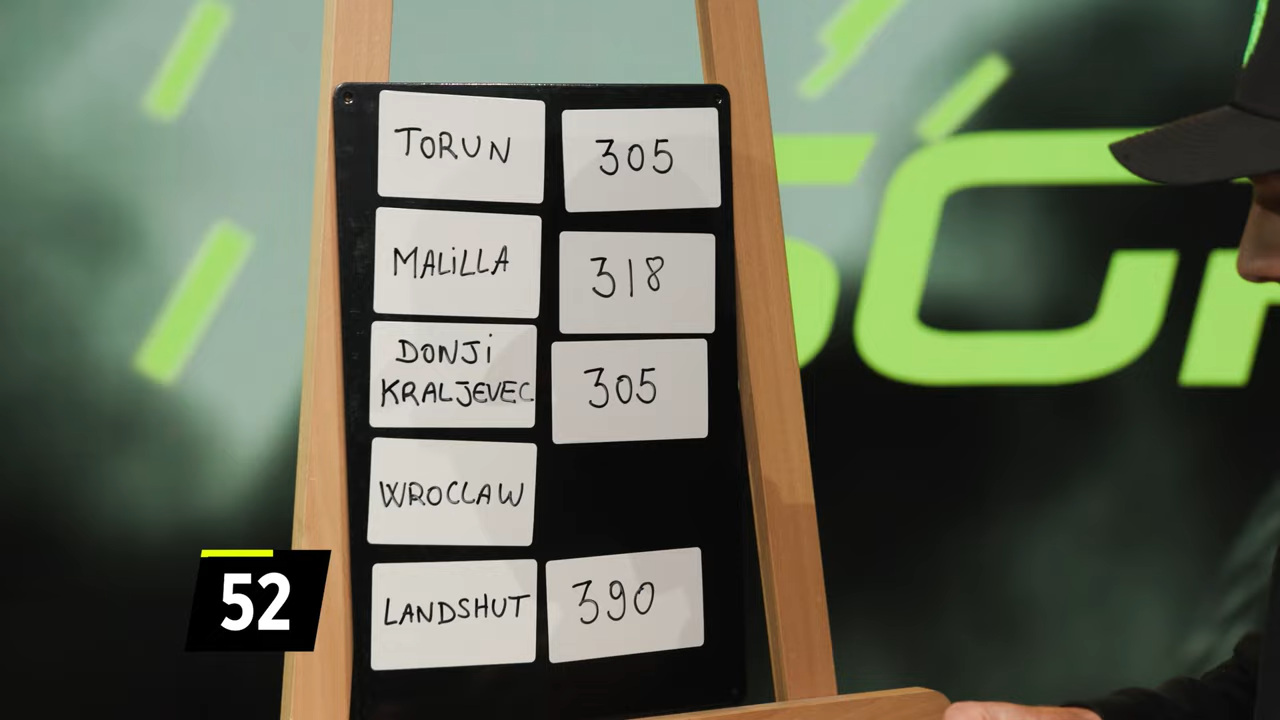 TORUN 305
MALiLLA 318
DONJi
KRALJEVEC 305
WROCLAW
LANDSHUT 390
52